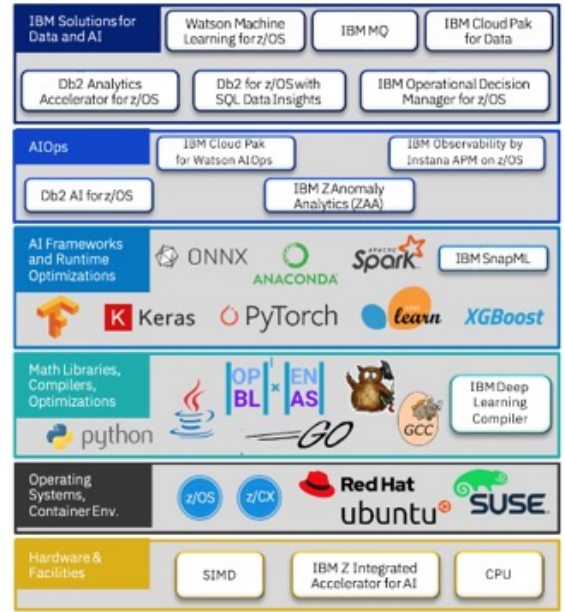 IBM Solutions for
Data and AI
Watson Machine
Learning for z/OS
IBM MQ
IBM Cloud Pak
for Data
Db2 Analytics
Accelerator for z/OS
Db2 for z/OS with
SQL Data Insights
IBM Operational Decision
Manager for z/OS
AIOps
IBM Cloud Pak
for Watson AIOps
IBM Observability by
Instana APM on z/OS
Db2 AI for z/OS
IBM Z Anomaly
Analytics (ZAA)
AI Frameworks
and Runtime
Optimizations
ONNX
ANACONDA
APACHE
Spark
IBM SnapML
K Keras
PyTorch
learn
XGBoost
Math Libraries,
Compilers,
Optimizations
python
OP EN
BL AS
GO
GCC
IBM Deep
Learning
Compiler
Operating
Systems,
Container Env.
z/OS
z/CX
Red Hat
ubuntu
SUSE
Hardware &
Facilities
SIMD
IBM Z Integrated
Accelerator for AI
CPU